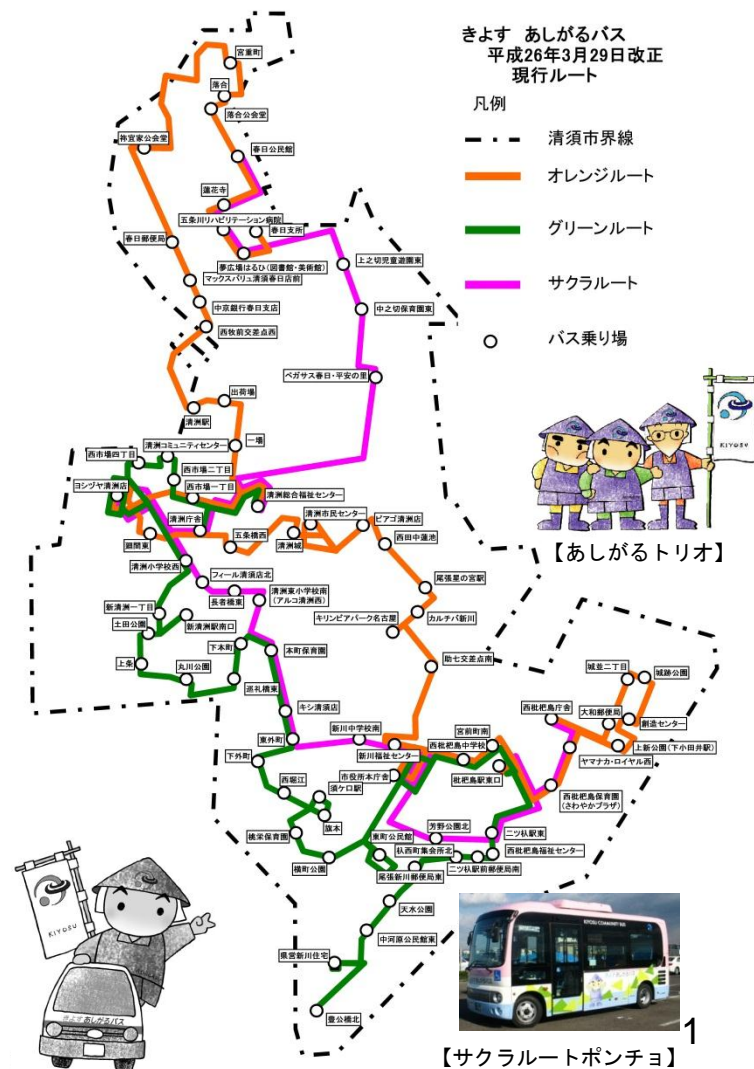 きよす あしがるバス
平成26年3月29日改正
現行ルート
凡例
清須市界線
オレンジルート
グリーンルート
サクラルート
バス乗り場
宮重町
落合
落合公会堂
祢宜家公会堂
春日公民館
蓮花寺
五条川リハビリテーション病院
春日支所
春日郵便局
夢広場はるひ(図書館・美術館)
上之切児童遊園東
マックスバリュ清須春日店前
中京銀行春日支店
中之切保育園東
西牧前交差点西
ペガサス春日・平安の里
出荷場
清洲駅
清洲コミュニティセンター
一場
西市場四丁目
西市場二丁目
ヨシヅヤ清洲店
西市場一丁目
清洲総合福祉センター
清洲庁舎
清洲市民センター
ピアゴ清洲店
廻間東
五条橋西
清洲城
西田中蓮池
清洲小学校西
フィール清須店北
尾張星の宮駅
長者橋東
清洲東小学校南
(アルコ清洲西)
新清洲一丁目
新清洲駅南口
キリンビアパーク名古屋
カルチバ新川
土田公園
下本町
本町保育園
助七交差点南
上条
丸川公園
巡礼橋東
城並二丁目
城跡公園
キシ清須店
西枇杷島庁舎
大和郵便局
創造センター
新川中学校南
宮前町南
東外町
新川福祉センター
西枇杷島中学校
上新公園(下小田井駅)
下外町
市役所本庁舎
枇杷島駅東口
ヤマナカ・ロイヤル西
西堀江
須ケ口駅
西枇杷島保育園
(さわやかプラザ)
旗本
芳野公園北
二ツ杁駅東
桃栄保育園
東町公民館
杁西町集会所北
西枇杷島福祉センター
横町公園
尾張新川郵便局東
二ツ杁駅前郵便局南
天水公園
中河原公民館東
県営新川住宅
豊公橋北
KIYOSU
【あしがるトリオ】
KIYOSU
きよす あしがるバス
KIYOSU COMMUNITY BUS
1
【サクラルートポンチョ】